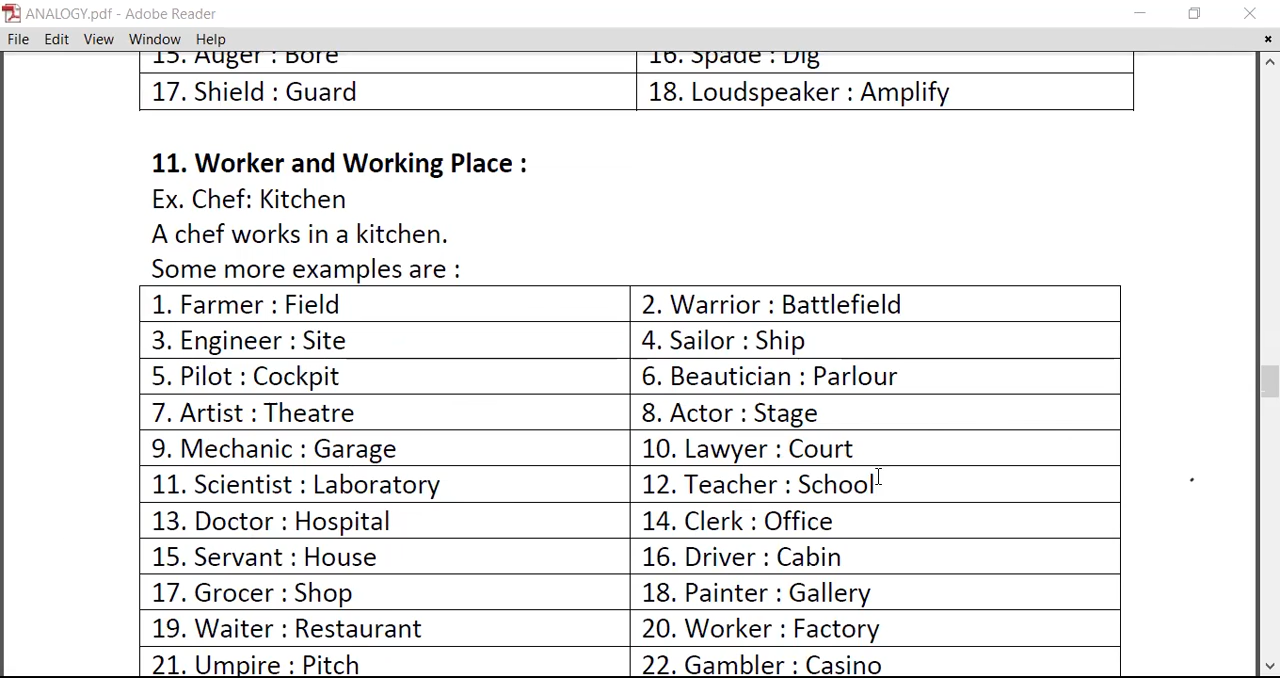 ANALOGY.pdf - Adobe Reader
File Edit View Window Help
15. Auger : Bore 16. Spade : Dig
17. Shield : Guard 18. Loudspeaker : Amplify
11. Worker and Working Place :
Ex. Chef: Kitchen
A chef works in a kitchen.
Some more examples are :
1. Farmer : Field 2. Warrior : Battlefield
3. Engineer : Site 4. Sailor : Ship
5. Pilot : Cockpit 6. Beautician : Parlour
7. Artist : Theatre 8. Actor : Stage
9. Mechanic : Garage 10. Lawyer : Court
11. Scientist : Laboratory 12. Teacher : School
13. Doctor : Hospital 14. Clerk : Office
15. Servant : House 16. Driver : Cabin
17. Grocer : Shop 18. Painter : Gallery
19. Waiter : Restaurant 20. Worker : Factory
21. Umpire : Pitch 22. Gambler : Casino